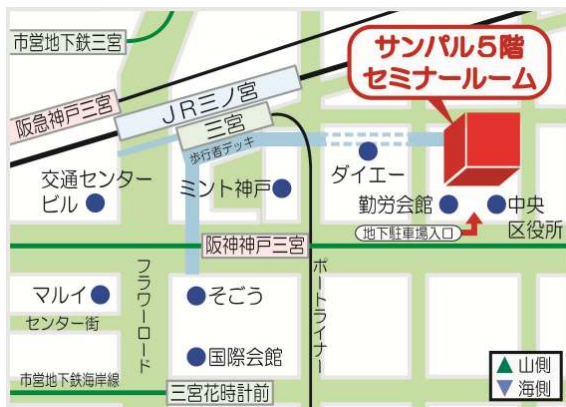 市営地下鉄三宮
サンパル5階
セミナールーム
JR三ノ宮
阪急神戸三宮
三宮
歩行者デッキ
交通センター
ビル
ミント神戸
ダイエー
勤労会館
中央
区役所
地下駐車場入口
阪神神戸三宮
フラワーロード
ポートライナー
マルイ
センター街
そごう
国際会館
市営地下鉄海岸線
三宮花時計前
▲山側
▼海側